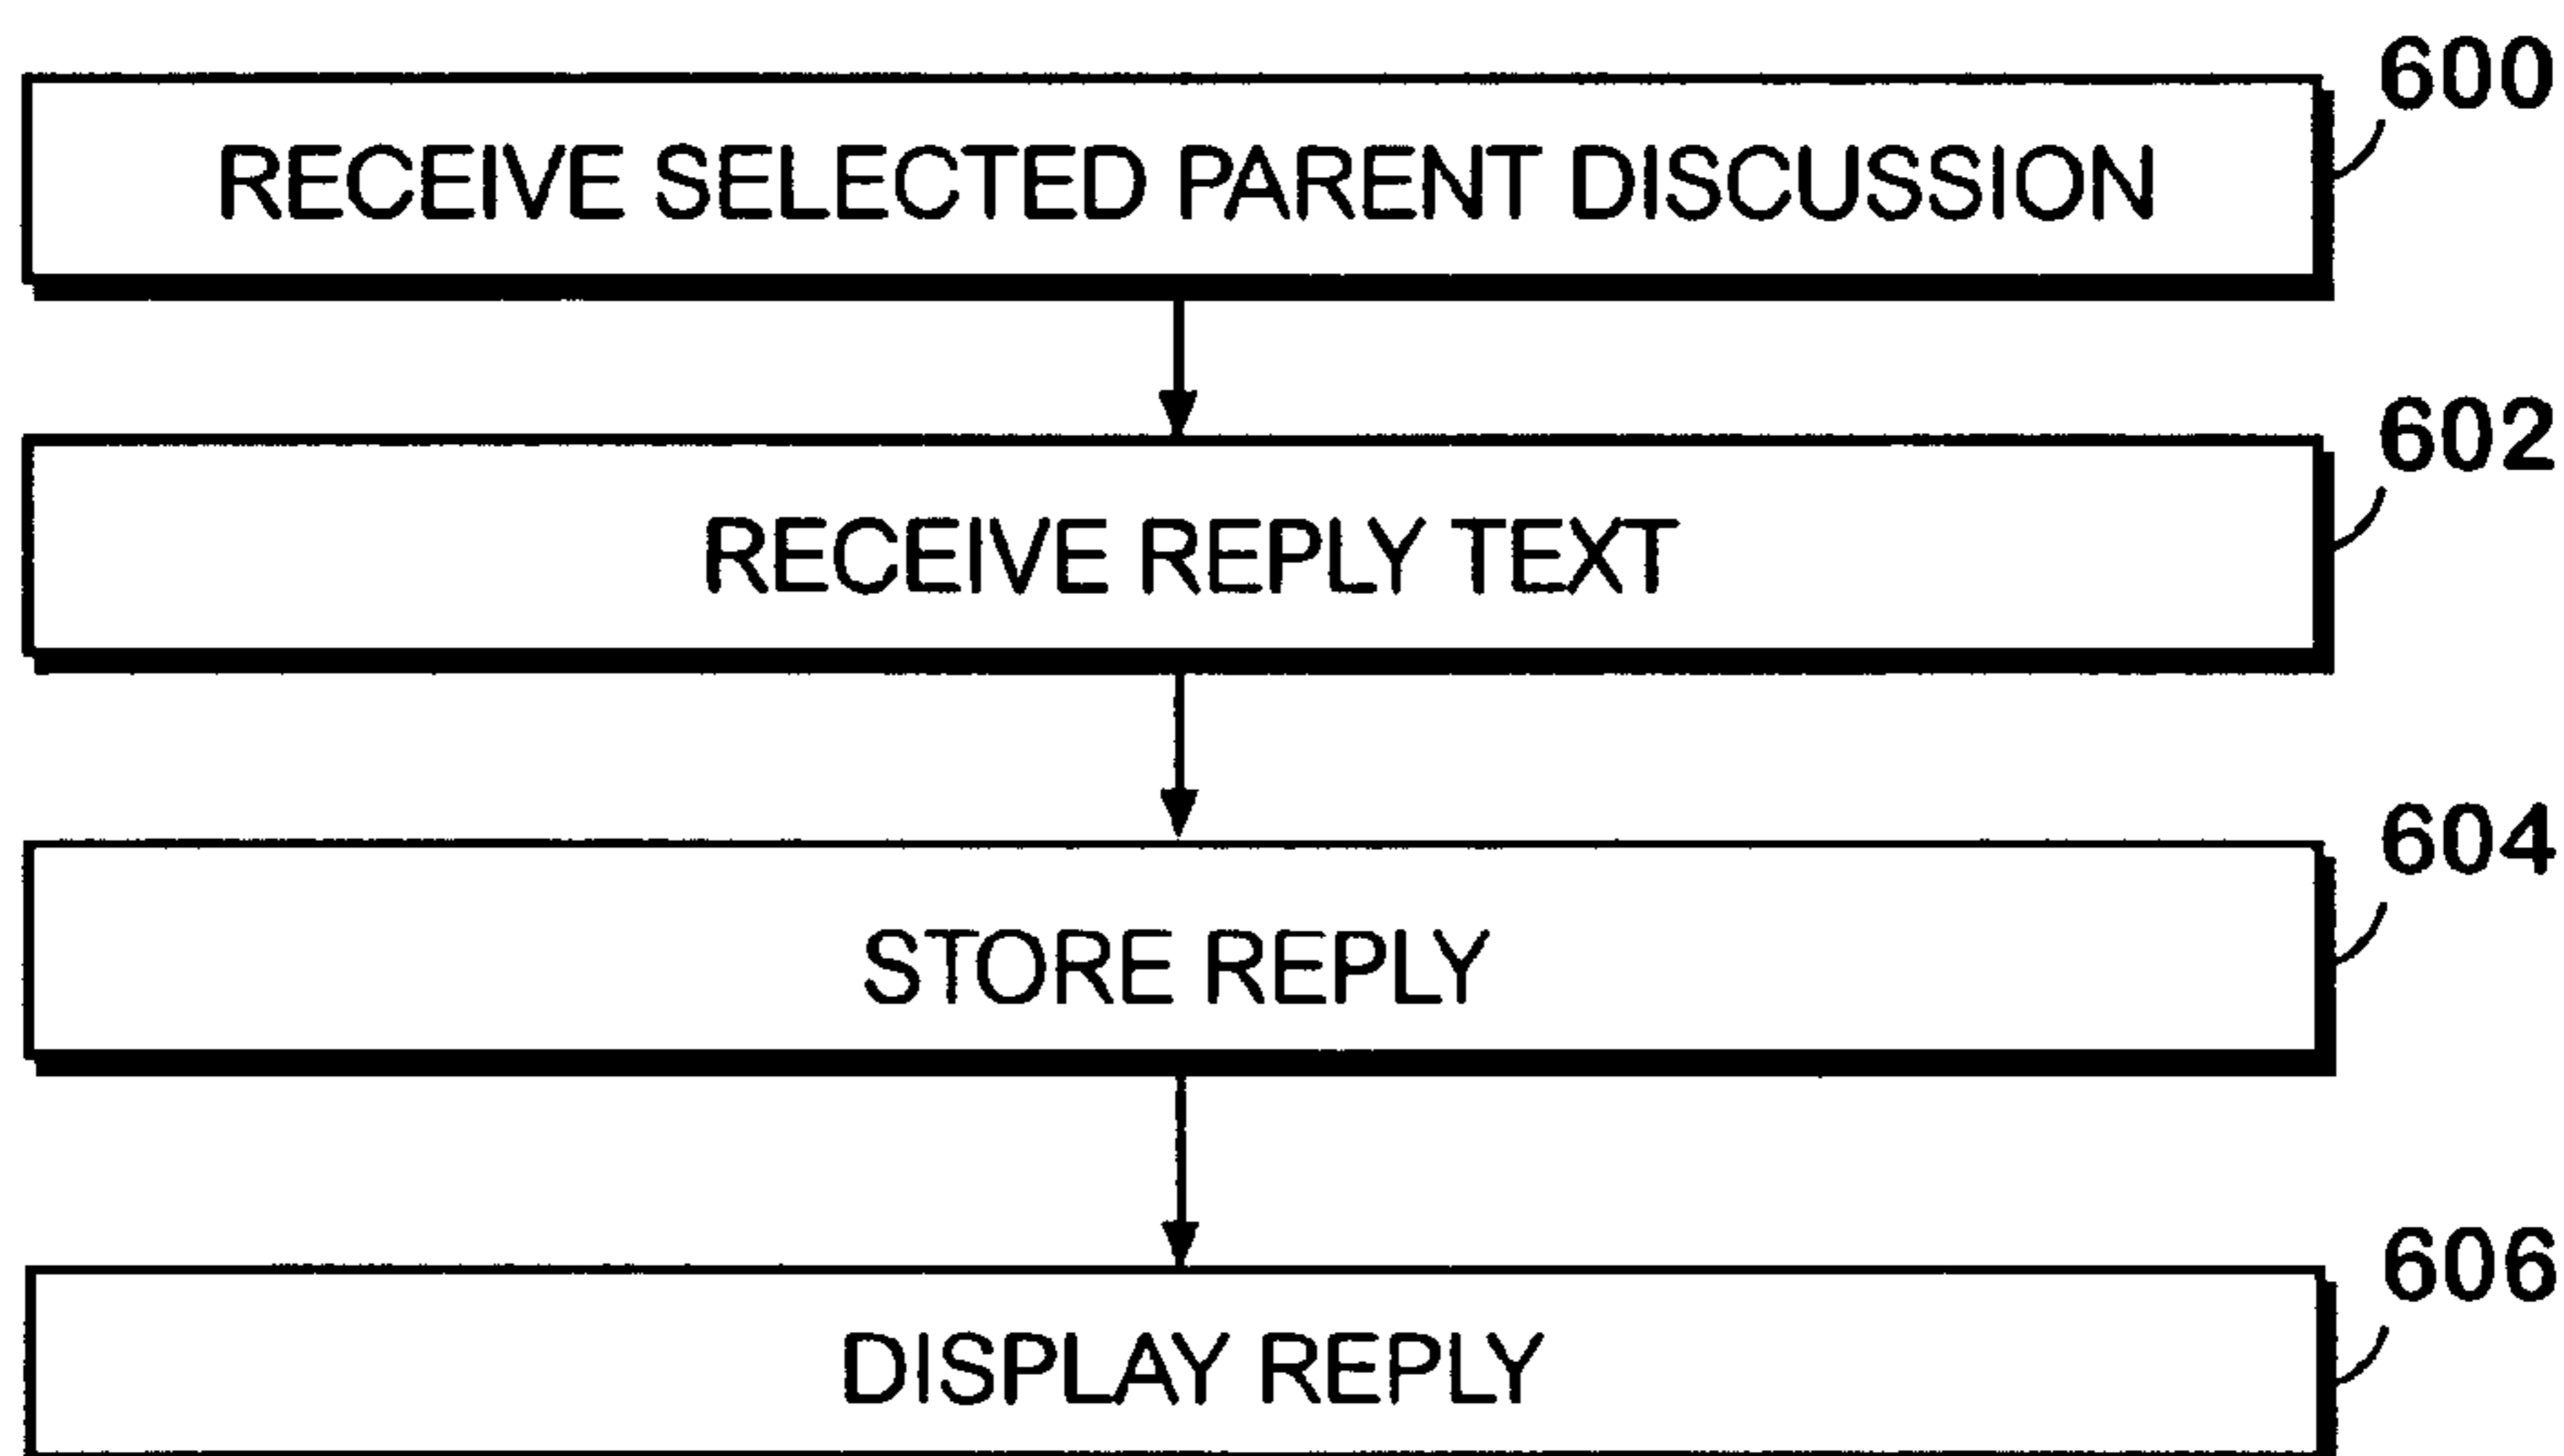 600
RECEIVE SELECTED PARENT DISCUSSION
602
RECEIVE REPLY TEXT
604
STORE REPLY
606
DISPLAY REPLY